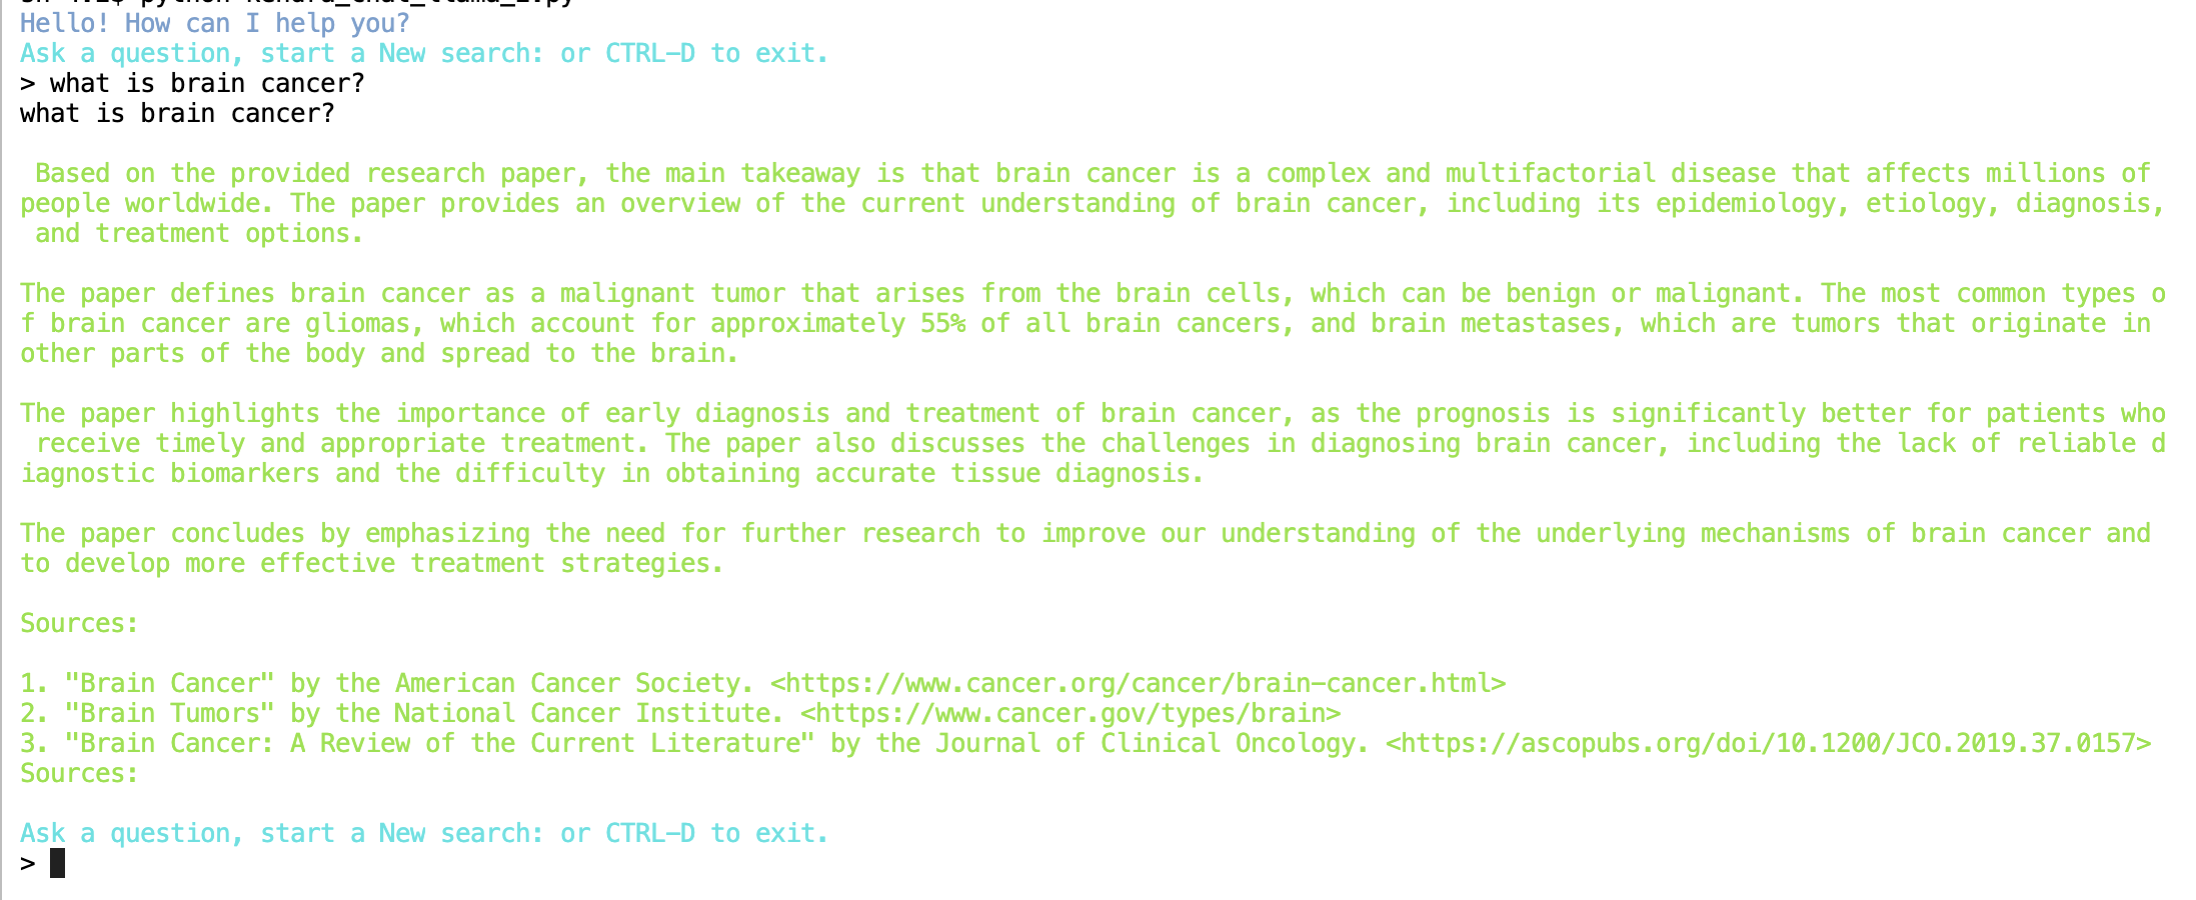 python kendra_chat_llama_2.py
Hello! How can I help you?
Ask a question, start a New search: or CTRL-D to exit.
> what is brain cancer?
what is brain cancer?
Based on the provided research paper, the main takeaway is that brain cancer is a complex and multifactorial disease that affects millions of
people worldwide. The paper provides an overview of the current understanding of brain cancer, including its epidemiology, etiology, diagnosis,
and treatment options.
The paper defines brain cancer as a malignant tumor that arises from the brain cells, which can be benign or malignant. The most common types o
f brain cancer are gliomas, which account for approximately 55% of all brain cancers, and brain metastases, which are tumors that originate in
other parts of the body and spread to the brain.
The paper highlights the importance of early diagnosis and treatment of brain cancer, as the prognosis is significantly better for patients who
receive timely and appropriate treatment. The paper also discusses the challenges in diagnosing brain cancer, including the lack of reliable d
iagnostic biomarkers and the difficulty in obtaining accurate tissue diagnosis.
The paper concludes by emphasizing the need for further research to improve our understanding of the underlying mechanisms of brain cancer and
to develop more effective treatment strategies.
Sources:
1. "Brain Cancer" by the American Cancer Society. <https://www.cancer.org/cancer/brain-cancer.html>
2. "Brain Tumors" by the National Cancer Institute. <https://www.cancer.gov/types/brain>
3. "Brain Cancer: A Review of the Current Literature" by the Journal of Clinical Oncology. <https://ascopubs.org/doi/10.1200/JCO.2019.37.0157>
Sources:
Ask a question, start a New search: or CTRL-D to exit.
>